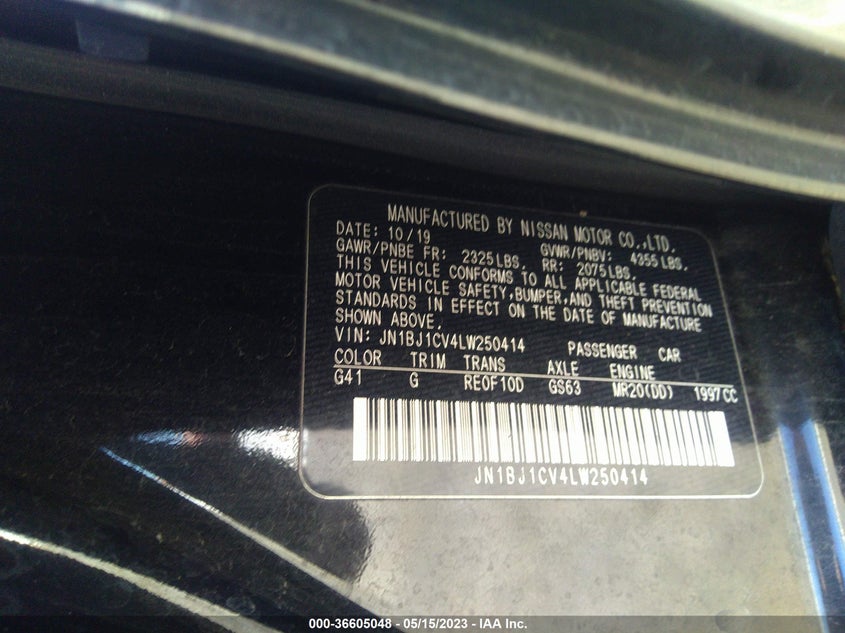 MANUFACTURED BY NISSAN MOTOR CO.,LTD.
DATE: 10/19 GVWR/PNBV: 4355LBS.
GAWR/PNBE FR: 2325LBS. RR: 2075LBS.
THIS VEHICLE CONFORMS TO ALL APPLICABLE FEDERAL
MOTOR VEHICLE SAFETY,BUMPER,AND THEFT PREVENTION
STANDARDS IN EFFECT ON THE DATE OF MANUFACTURE
SHOWN ABOVE.
VIN: JN1BJ1CV4LW250414 PASSENGER CAR
COLOR TRIM TRANS AXLE ENGINE
G41 G RE0F10D GS63 MR20(DD) 1997CC
JN1BJ1CV4LW250414
000-36605048 - 05/15/2023 - © IAA Inc.